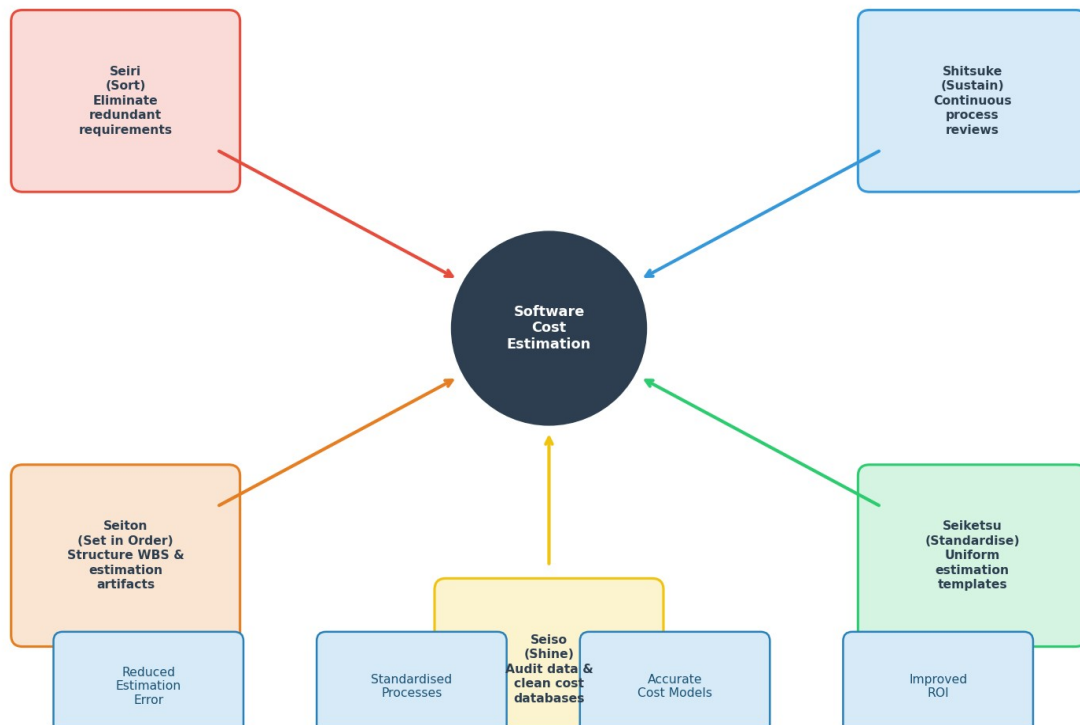 Seiri
(Sort)
Eliminate
redundant
requirements
Shitsuke
(Sustain)
Continuous
process
reviews
Software
Cost
Estimation
Seiton
(Set in Order)
Structure WBS &
estimation
artifacts
Seiketsu
(Standardise)
Uniform
estimation
templates
Seiso
(Shine)
Audit data &
clean cost
databases
Reduced
Estimation
Error
Standardised
Processes
Accurate
Cost Models
Improved
ROI